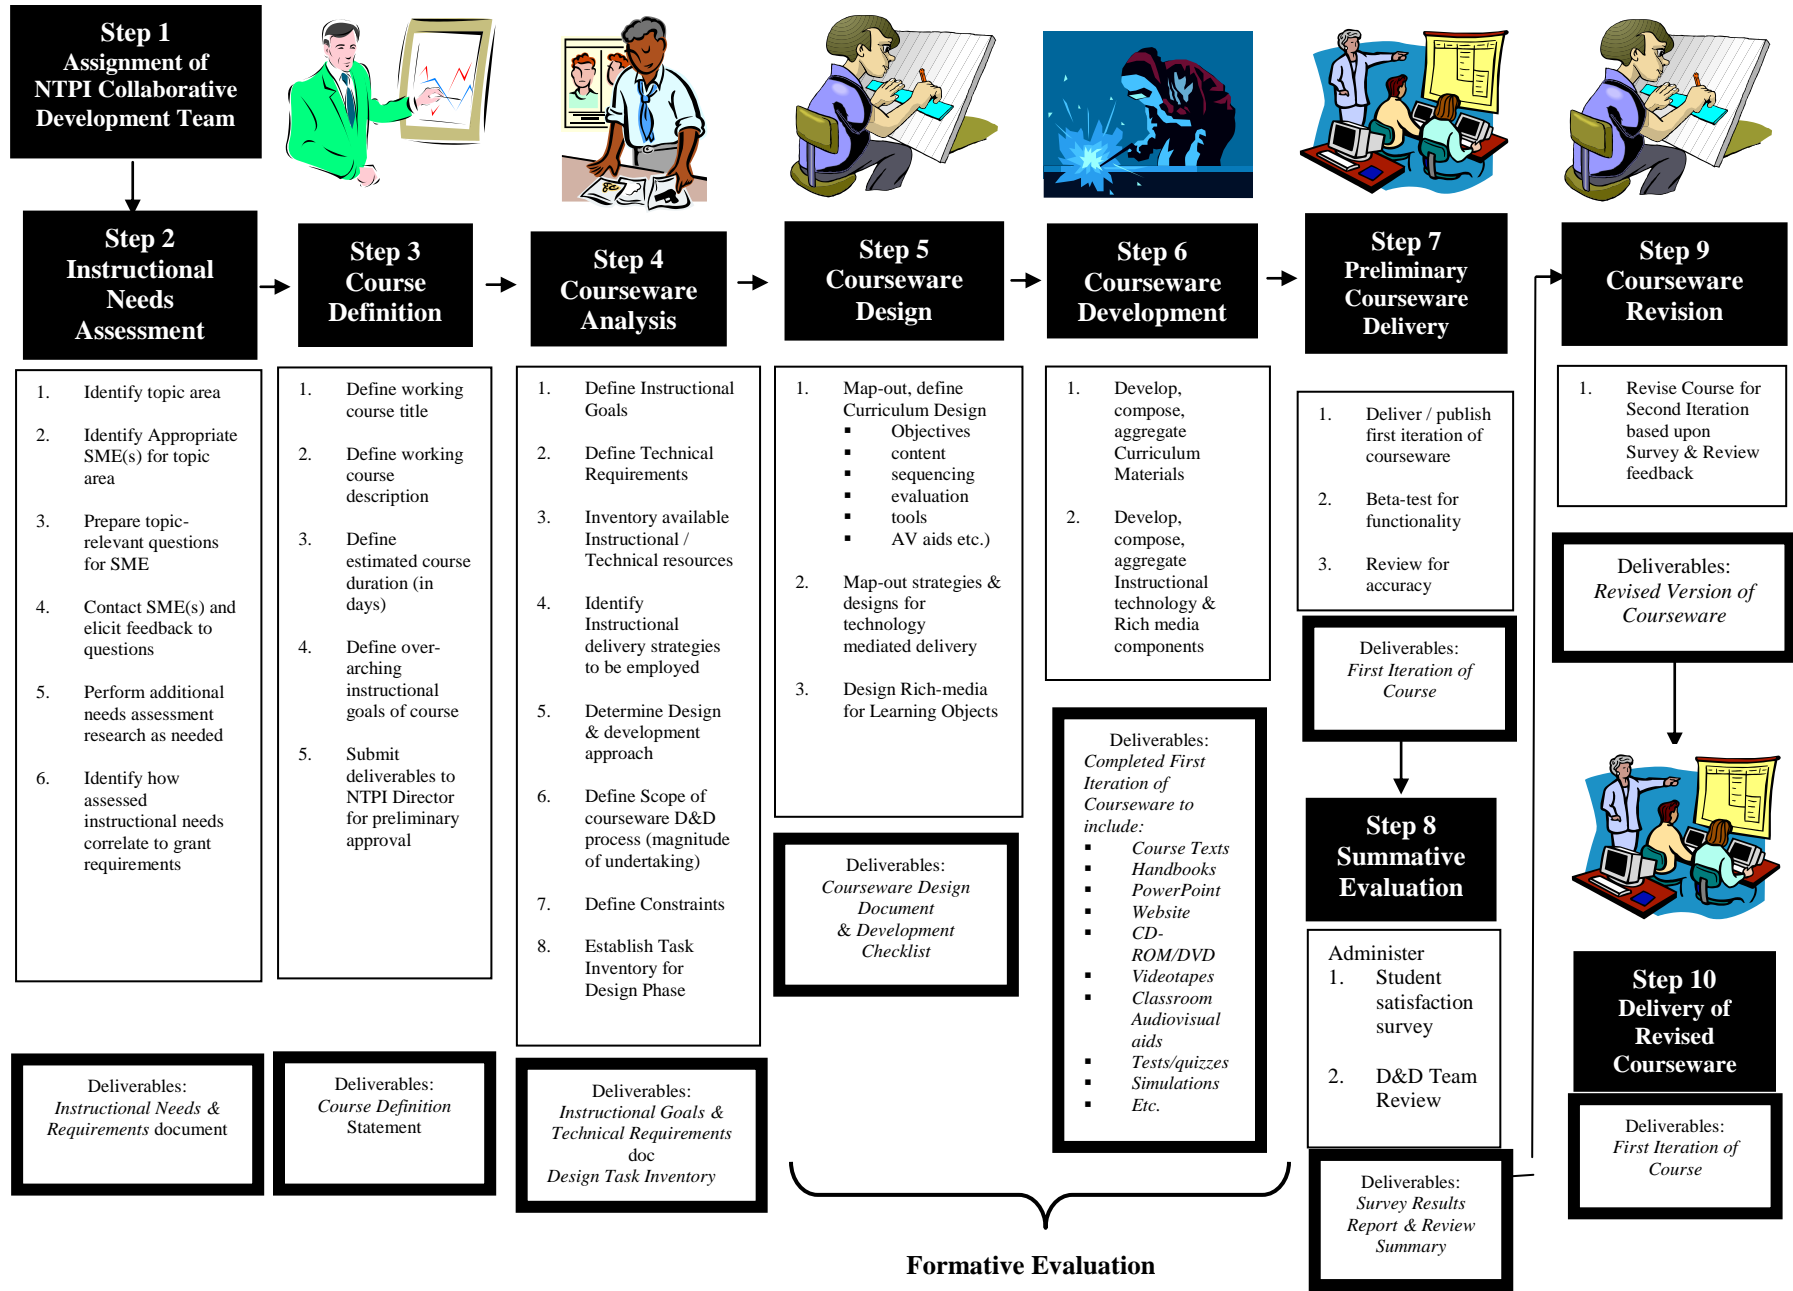 Step 1
Assignment of
NTPI Collaborative
Development Team
Step 2
Instructional
Needs
Assessment
1. Identify topic area
2. Identify Appropriate
SME(s) for topic
area
3. Prepare topic-
relevant questions
for SME
4. Contact SME(s) and
elicit feedback to
questions
5. Perform additional
needs assessment
research as needed
6. Identify how
assessed
instructional needs
correlate to grant
requirements
Deliverables:
Instructional Needs &
Requirements document
Step 3
Course
Definition
1. Define working
course title
2. Define working
course
description
3. Define
estimated course
duration (in
days)
4. Define over-
arching
instructional
goals of course
5. Submit
deliverables to
NTPI Director
for preliminary
approval
Deliverables:
Course Definition
Statement
Step 4
Courseware
Analysis
1. Define Instructional
Goals
2. Define Technical
Requirements
3. Inventory available
Instructional /
Technical resources
4. Identify
Instructional
delivery strategies
to be employed
5. Determine Design
& development
approach
6. Define Scope of
courseware D&D
process (magnitude
of undertaking)
7. Define Constraints
8. Establish Task
Inventory for
Design Phase
Deliverables:
Instructional Goals &
Technical Requirements
doc
Design Task Inventory
Step 5
Courseware
Design
1. Map-out, define
Curriculum Design
▪ Objectives
▪ content
▪ sequencing
▪ evaluation
▪ tools
▪ AV aids etc.)
2. Map-out strategies &
designs for
technology
mediated delivery
3. Design Rich-media
for Learning Objects
Deliverables:
Courseware Design
Document
& Development
Checklist
Step 6
Courseware
Development
1. Develop,
compose,
aggregate
Curriculum
Materials
2. Develop,
compose,
aggregate
Instructional
technology &
Rich media
components
Deliverables:
Completed First
Iteration of
Courseware to
include:
▪ Course Texts
▪ Handbooks
▪ PowerPoint
▪ Website
▪ CD-
ROM/DVD
▪ Videotapes
▪ Classroom
Audiovisual
aids
▪ Tests/quizzes
▪ Simulations
▪ Etc.
Formative Evaluation
Step 7
Preliminary
Courseware
Delivery
1. Deliver / publish
first iteration of
courseware
2. Beta-test for
functionality
3. Review for
accuracy
Deliverables:
First Iteration of
Course
Step 8
Summative
Evaluation
Administer
1. Student
satisfaction
survey
2. D&D Team
Review
Deliverables:
Survey Results
Report & Review
Summary
Step 9
Courseware
Revision
1. Revise Course for
Second Iteration
based upon
Survey & Review
feedback
Deliverables:
Revised Version of
Courseware
Step 10
Delivery of
Revised
Courseware
Deliverables:
First Iteration of
Course